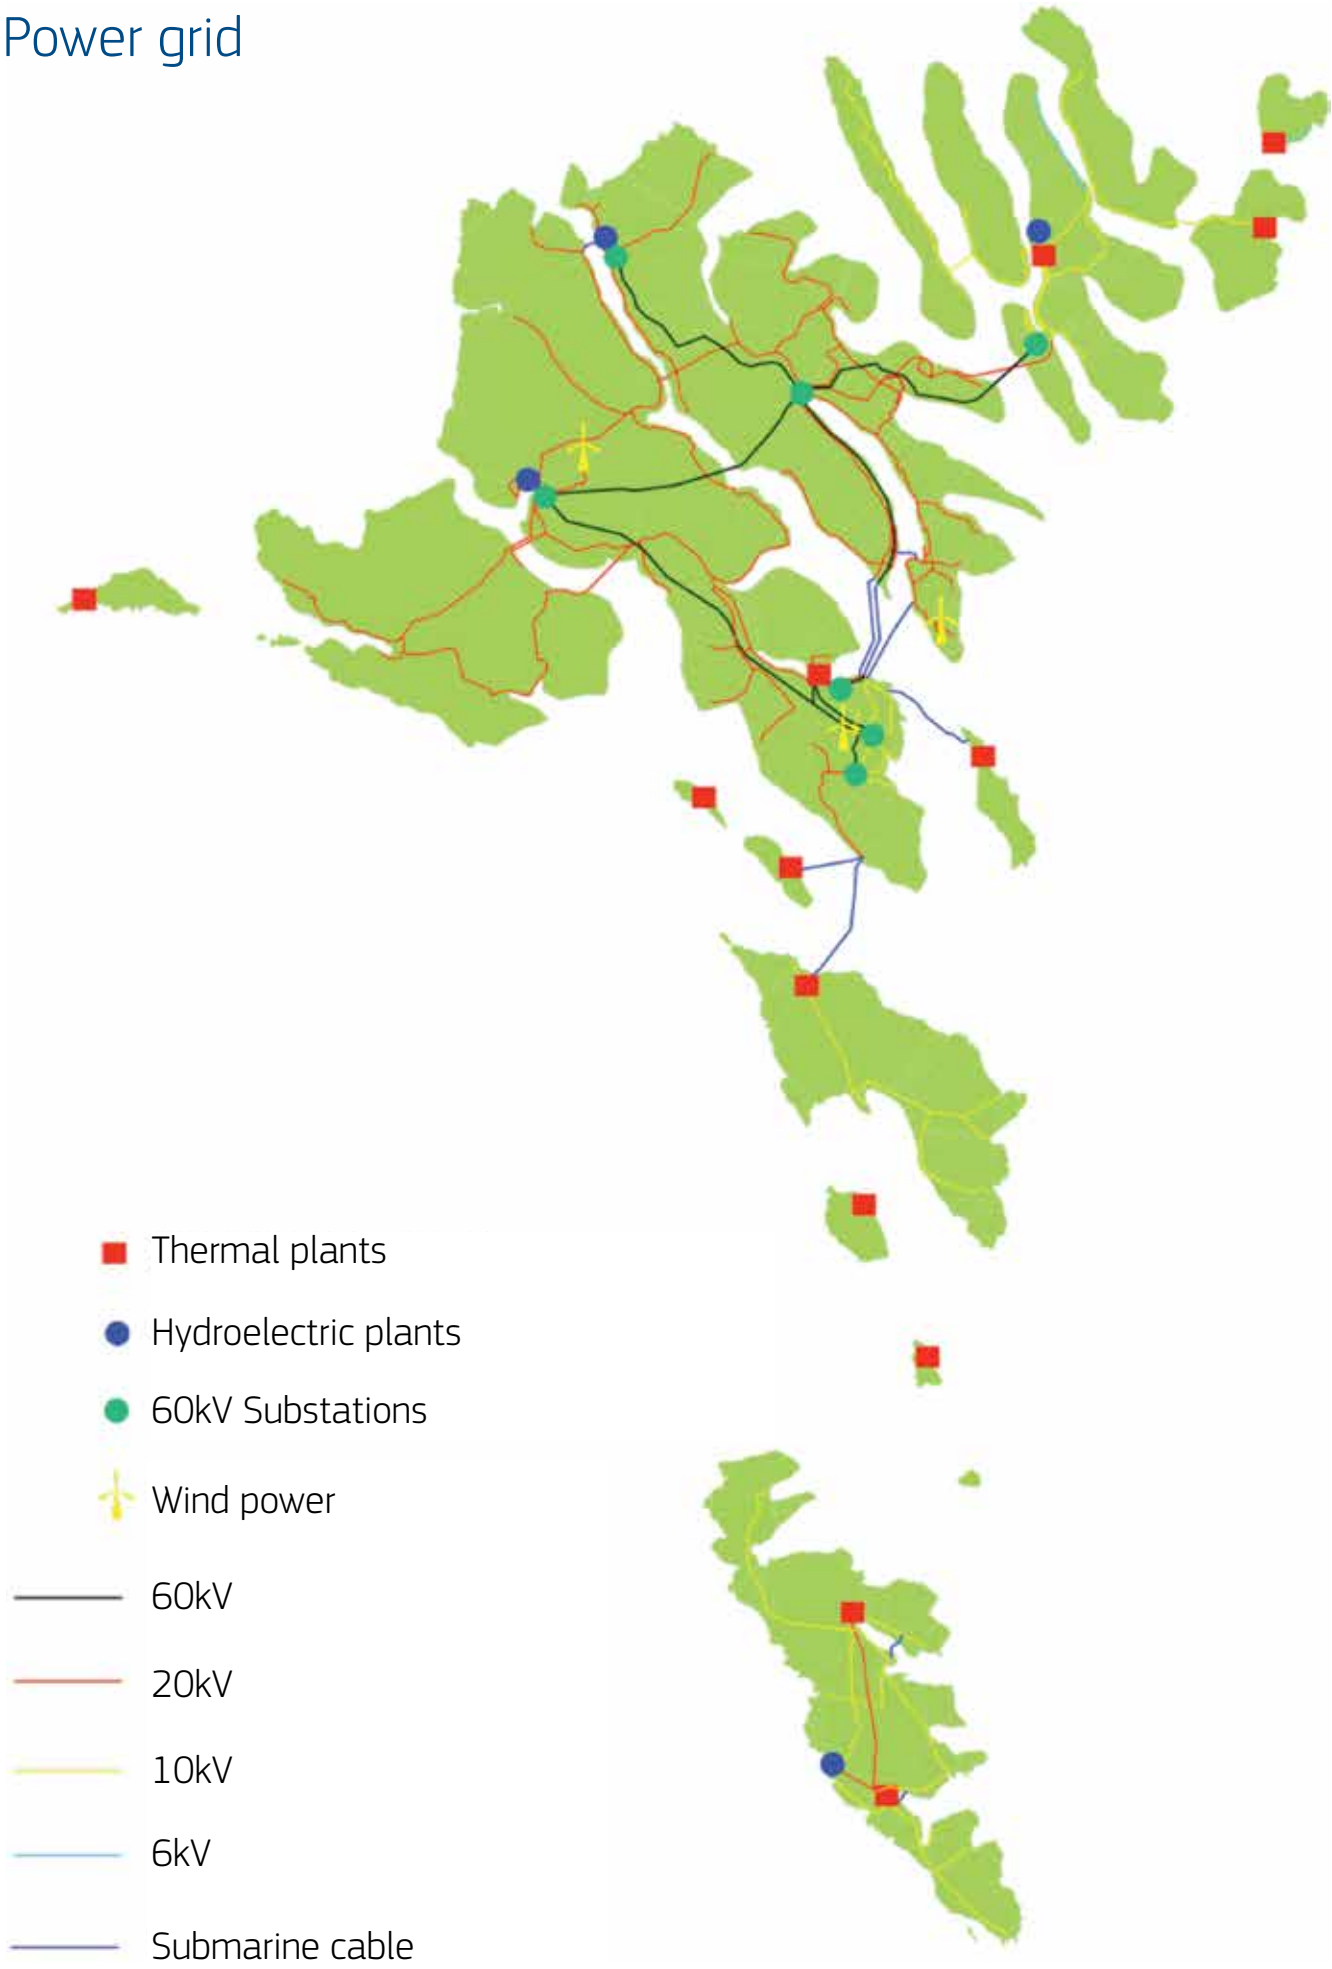 Power grid
Thermal plants
Hydroelectric plants
60kV Substations
Wind power
60kV
20kV
10kV
6kV
Submarine cable